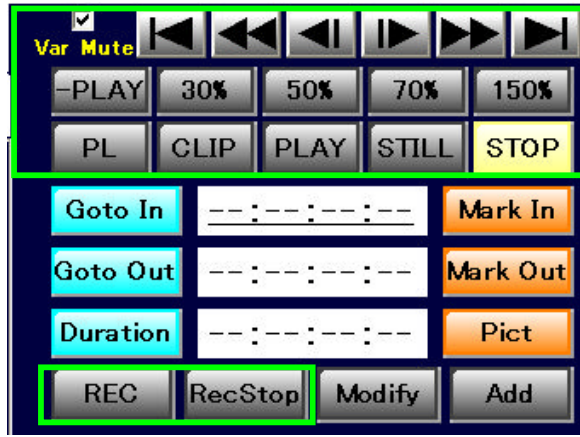 Var Mute
-PLAY 30% 50% 70% 150%
PL CLIP PLAY STILL STOP
Goto In --:--:--:-- Mark In
Goto Out --:--:--:-- Mark Out
Duration --:--:--:-- Pict
REC RecStop Modify Add